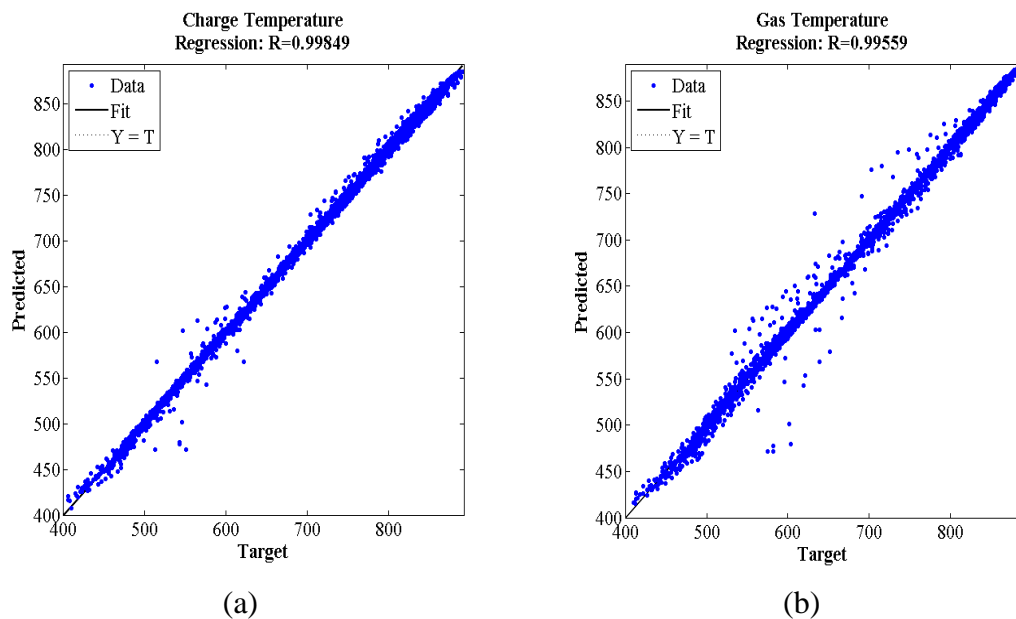 Charge Temperature
Regression: R=0.99849
Data
Fit
Y = T
850
800
750
700
650
600
550
500
450
400
400
500
600
700
800
Predicted
Target
(a)
Gas Temperature
Regression: R=0.99559
Data
Fit
Y = T
850
800
750
700
650
600
550
500
450
400
400
500
600
700
800
Predicted
Target
(b)